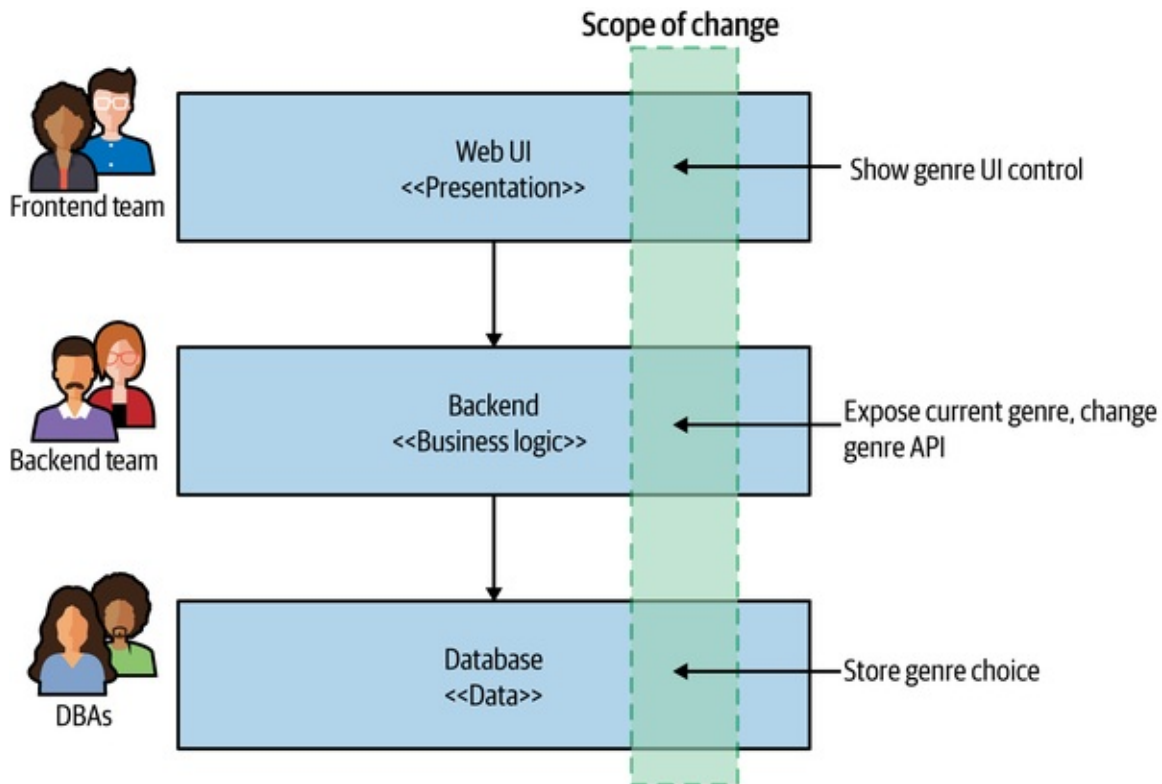 Scope of change
Frontend team
Web UI
<<Presentation>>
Show genre UI control
Backend team
Backend
<<Business logic>>
Expose current genre, change
genre API
DBAs
Database
<<Data>>
Store genre choice